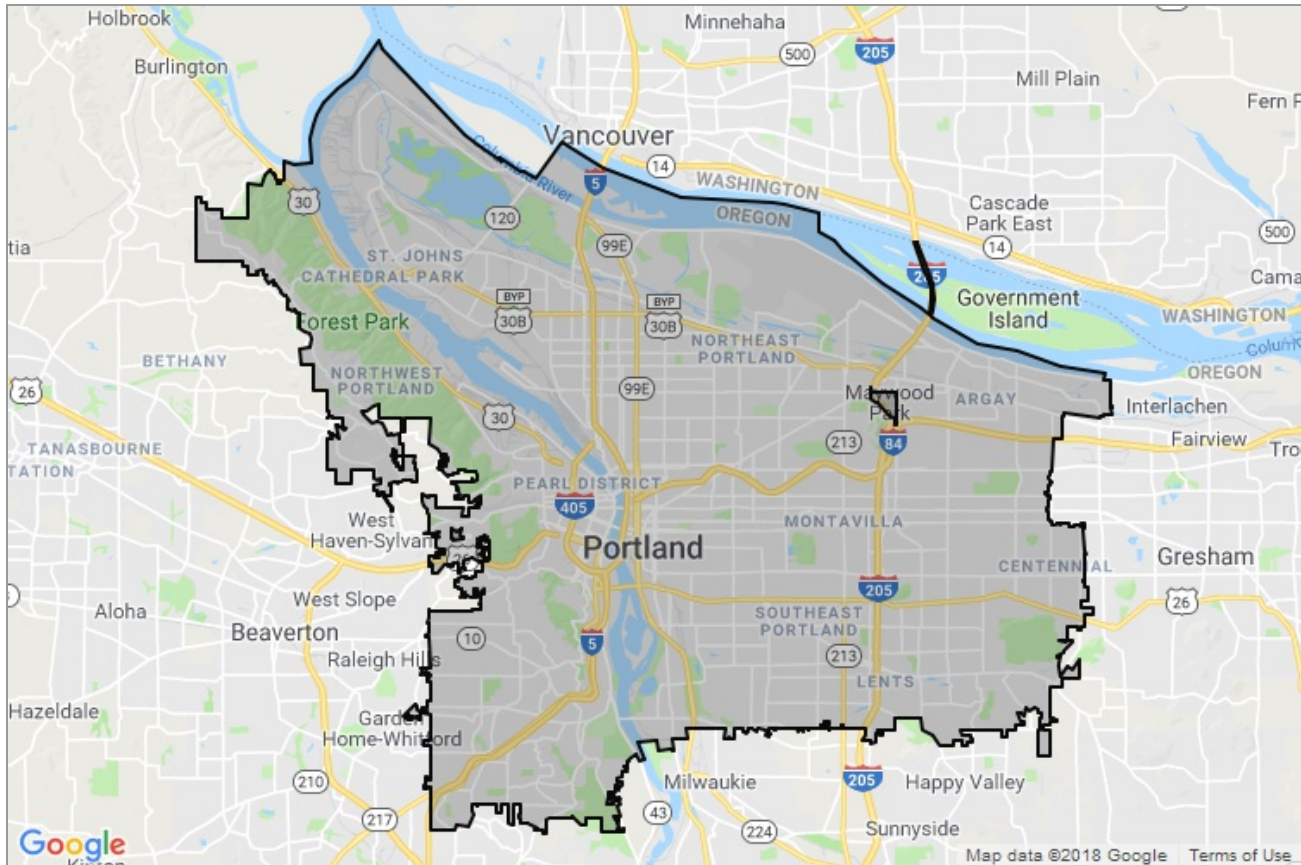 Holbrook
Minnehaha
205
500
Burlington
Mill Plain
Fern P
Vancouver
14
WASHINGTON
Columbia River
5
30
OREGON
Cascade
Park East
120
14
500
tia
99E
ST. JOHNS
CATHEDRAL PARK
205
Cama
BYP
30B
BYP
30B
Government
Island
WASHINGTON
Forest Park
NORTHEAST
PORTLAND
Columb
OREGON
BETHANY
NORTHWEST
PORTLAND
26
99E
Maywood
Park
ARGAY
Interlachen
30
213
84
Fairview
TANASBOURNE
TATION
Tro
PEARL DISTRICT
405
West
Haven-Sylvan
MONTAVILLA
Portland
26
CENTENNIAL
Gresham
205
West Slope
26
Aloha
SOUTHEAST
PORTLAND
Beaverton
10
5
Raleigh Hills
213
LENTS
Hazeldale
Garden
Home-Whitford
210
Milwaukie
205
Happy Valley
217
43
224
Sunnyside
Google
Map data ©2018 Google
Terms of Use